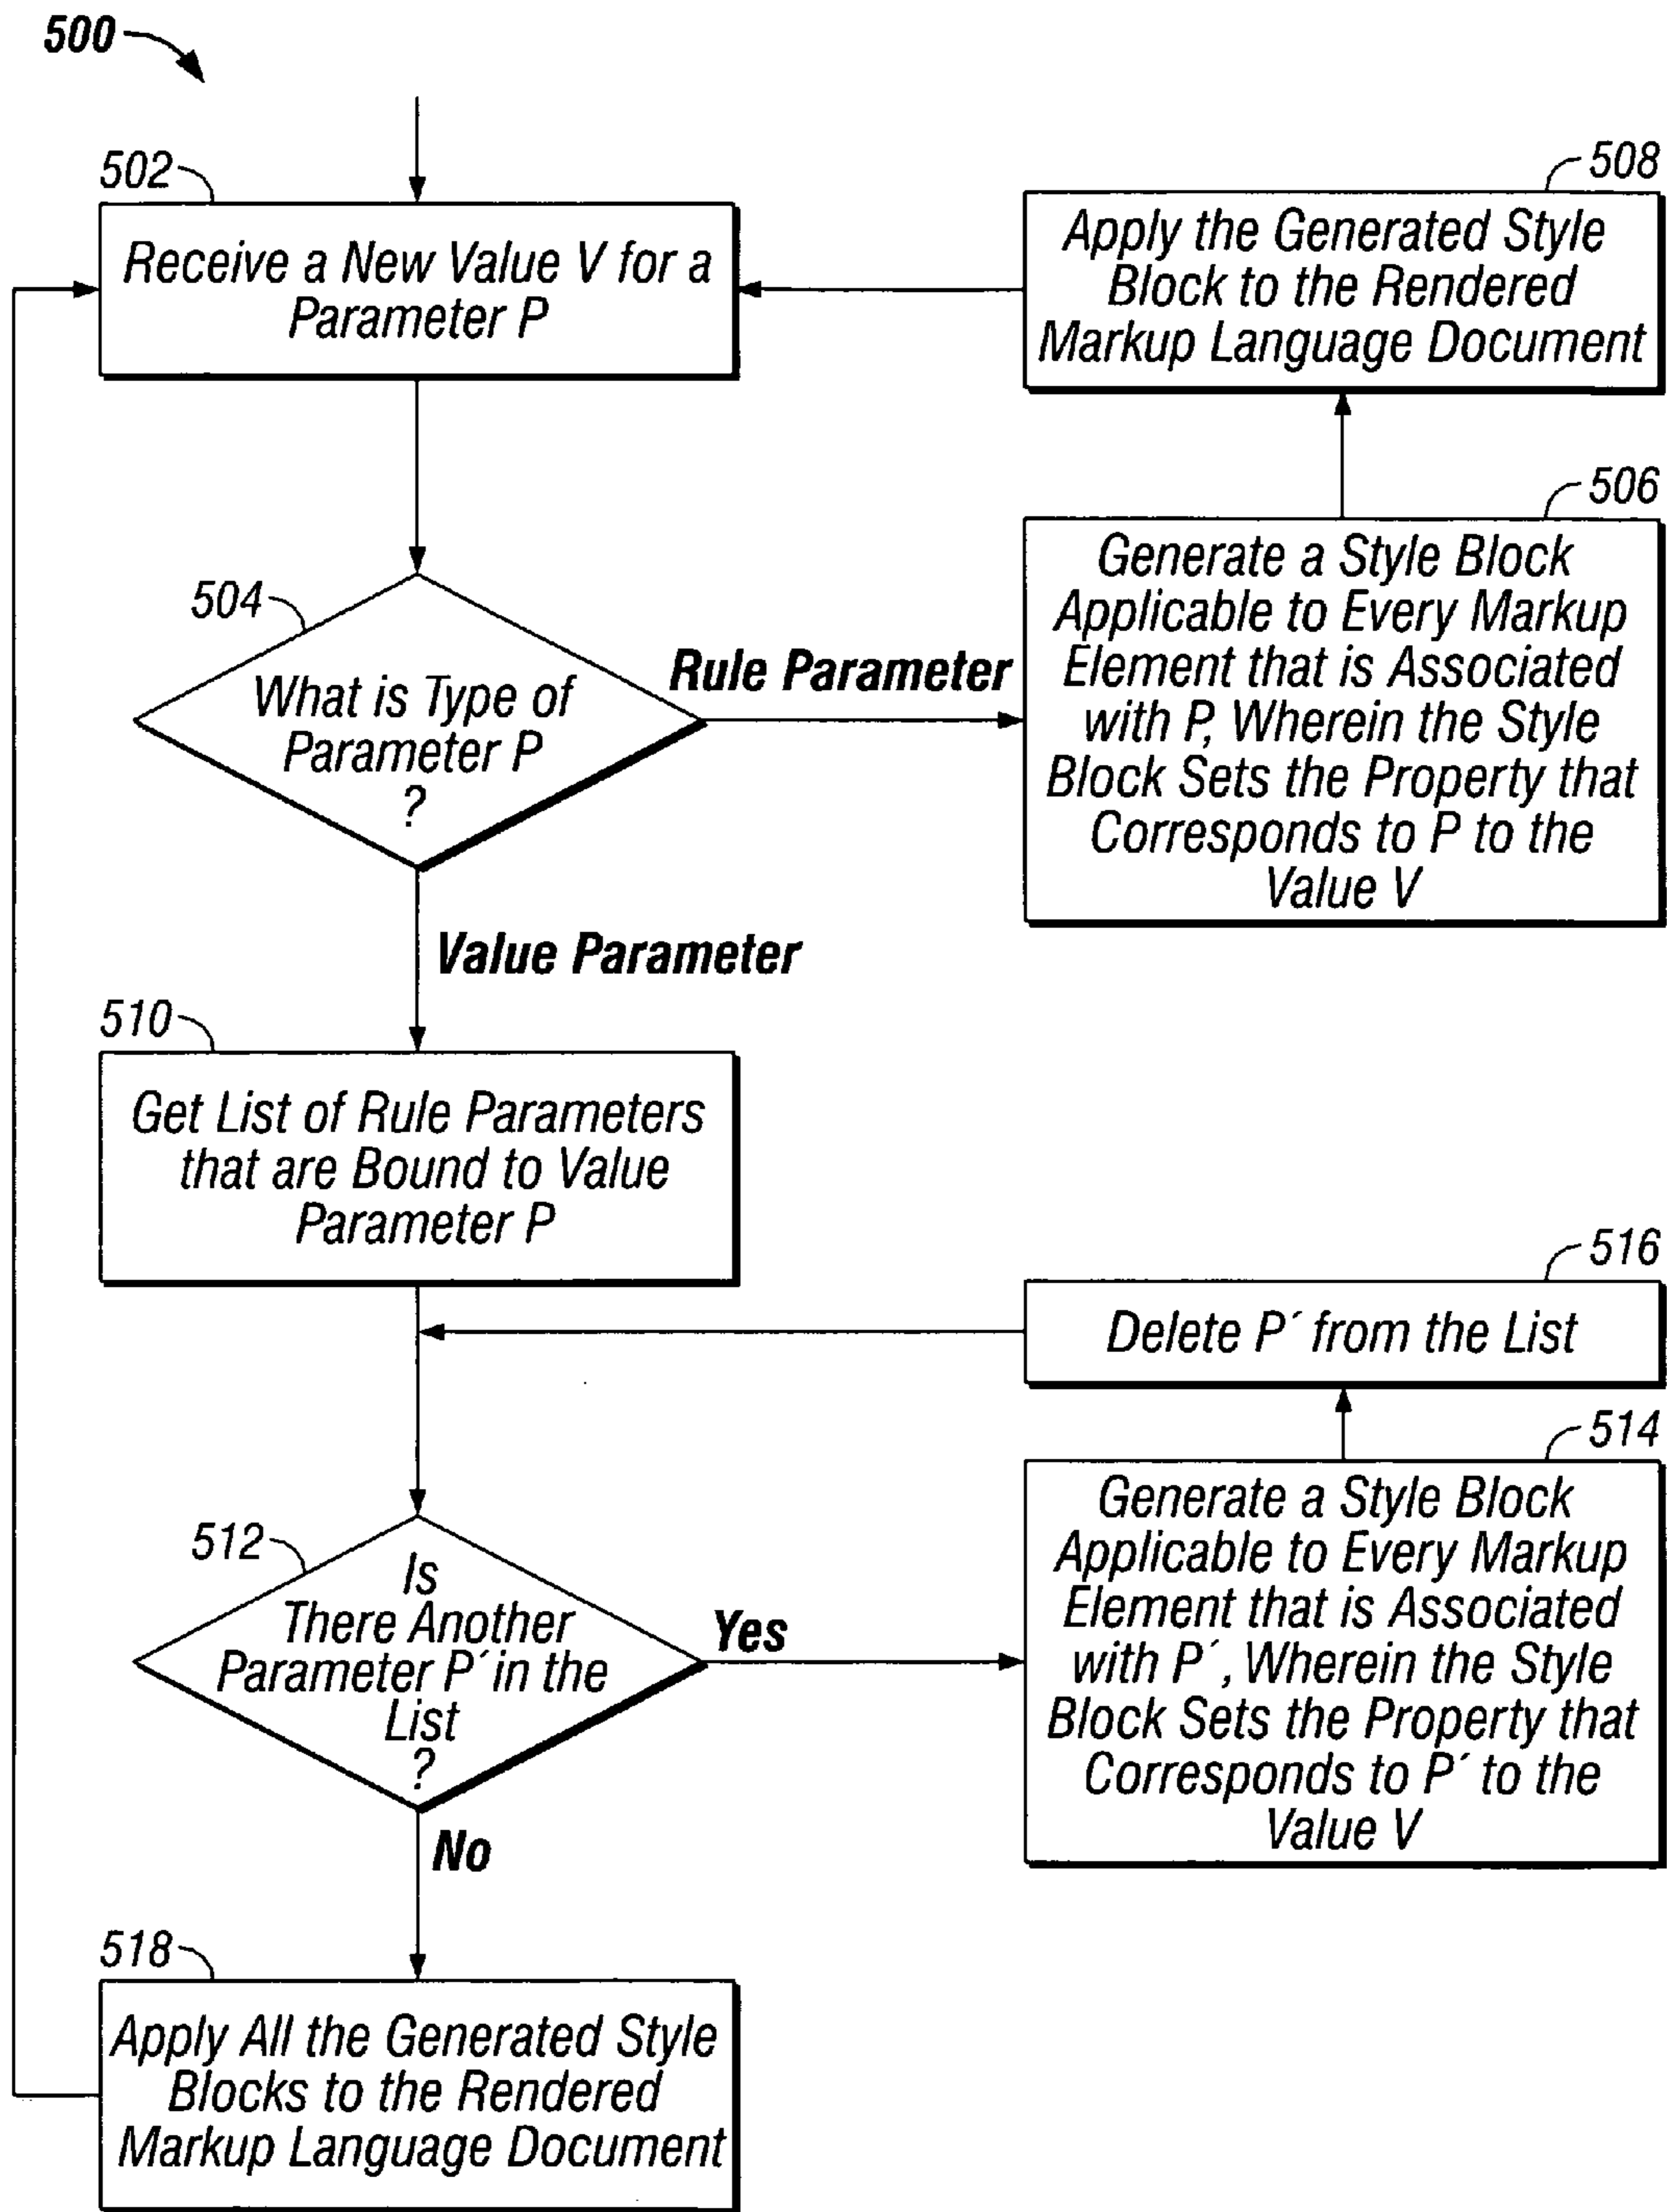 500
502
Receive a New Value V for a
Parameter P
508
Apply the Generated Style
Block to the Rendered
Markup Language Document
504
What is Type of
Parameter P
?
Rule Parameter
506
Generate a Style Block
Applicable to Every Markup
Element that is Associated
with P, Wherein the Style
Block Sets the Property that
Corresponds to P to the
Value V
Value Parameter
510
Get List of Rule Parameters
that are Bound to Value
Parameter P
516
Delete P´ from the List
512
Is
There Another
Parameter P´ in the
List
?
Yes
514
Generate a Style Block
Applicable to Every Markup
Element that is Associated
with P´, Wherein the Style
Block Sets the Property that
Corresponds to P´ to the
Value V
No
518
Apply All the Generated Style
Blocks to the Rendered
Markup Language Document